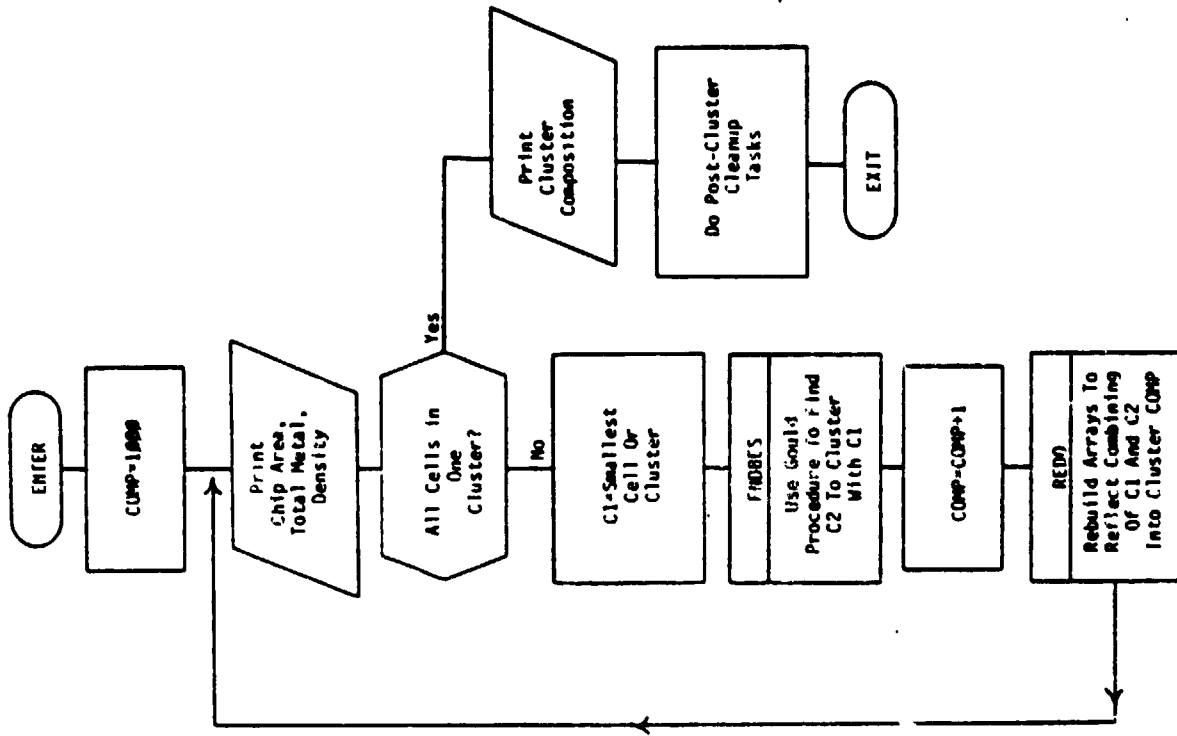 ENTER
COMP=1000
Print
Chip Area,
Total Metal,
Density
All Cells in
One
Cluster?
Yes
No
Print
Cluster
Composition
Do Post-Cluster
Cleanup
Tasks
EXIT
C1=Smallest
Cell Or
Cluster
Use Gould
Procedure To Find
C2 To Cluster
With C1
COMP=COMP+1
REDO
Rebuild Arrays To
Reflect Combining
Of C1 And C2
Into Cluster COMP